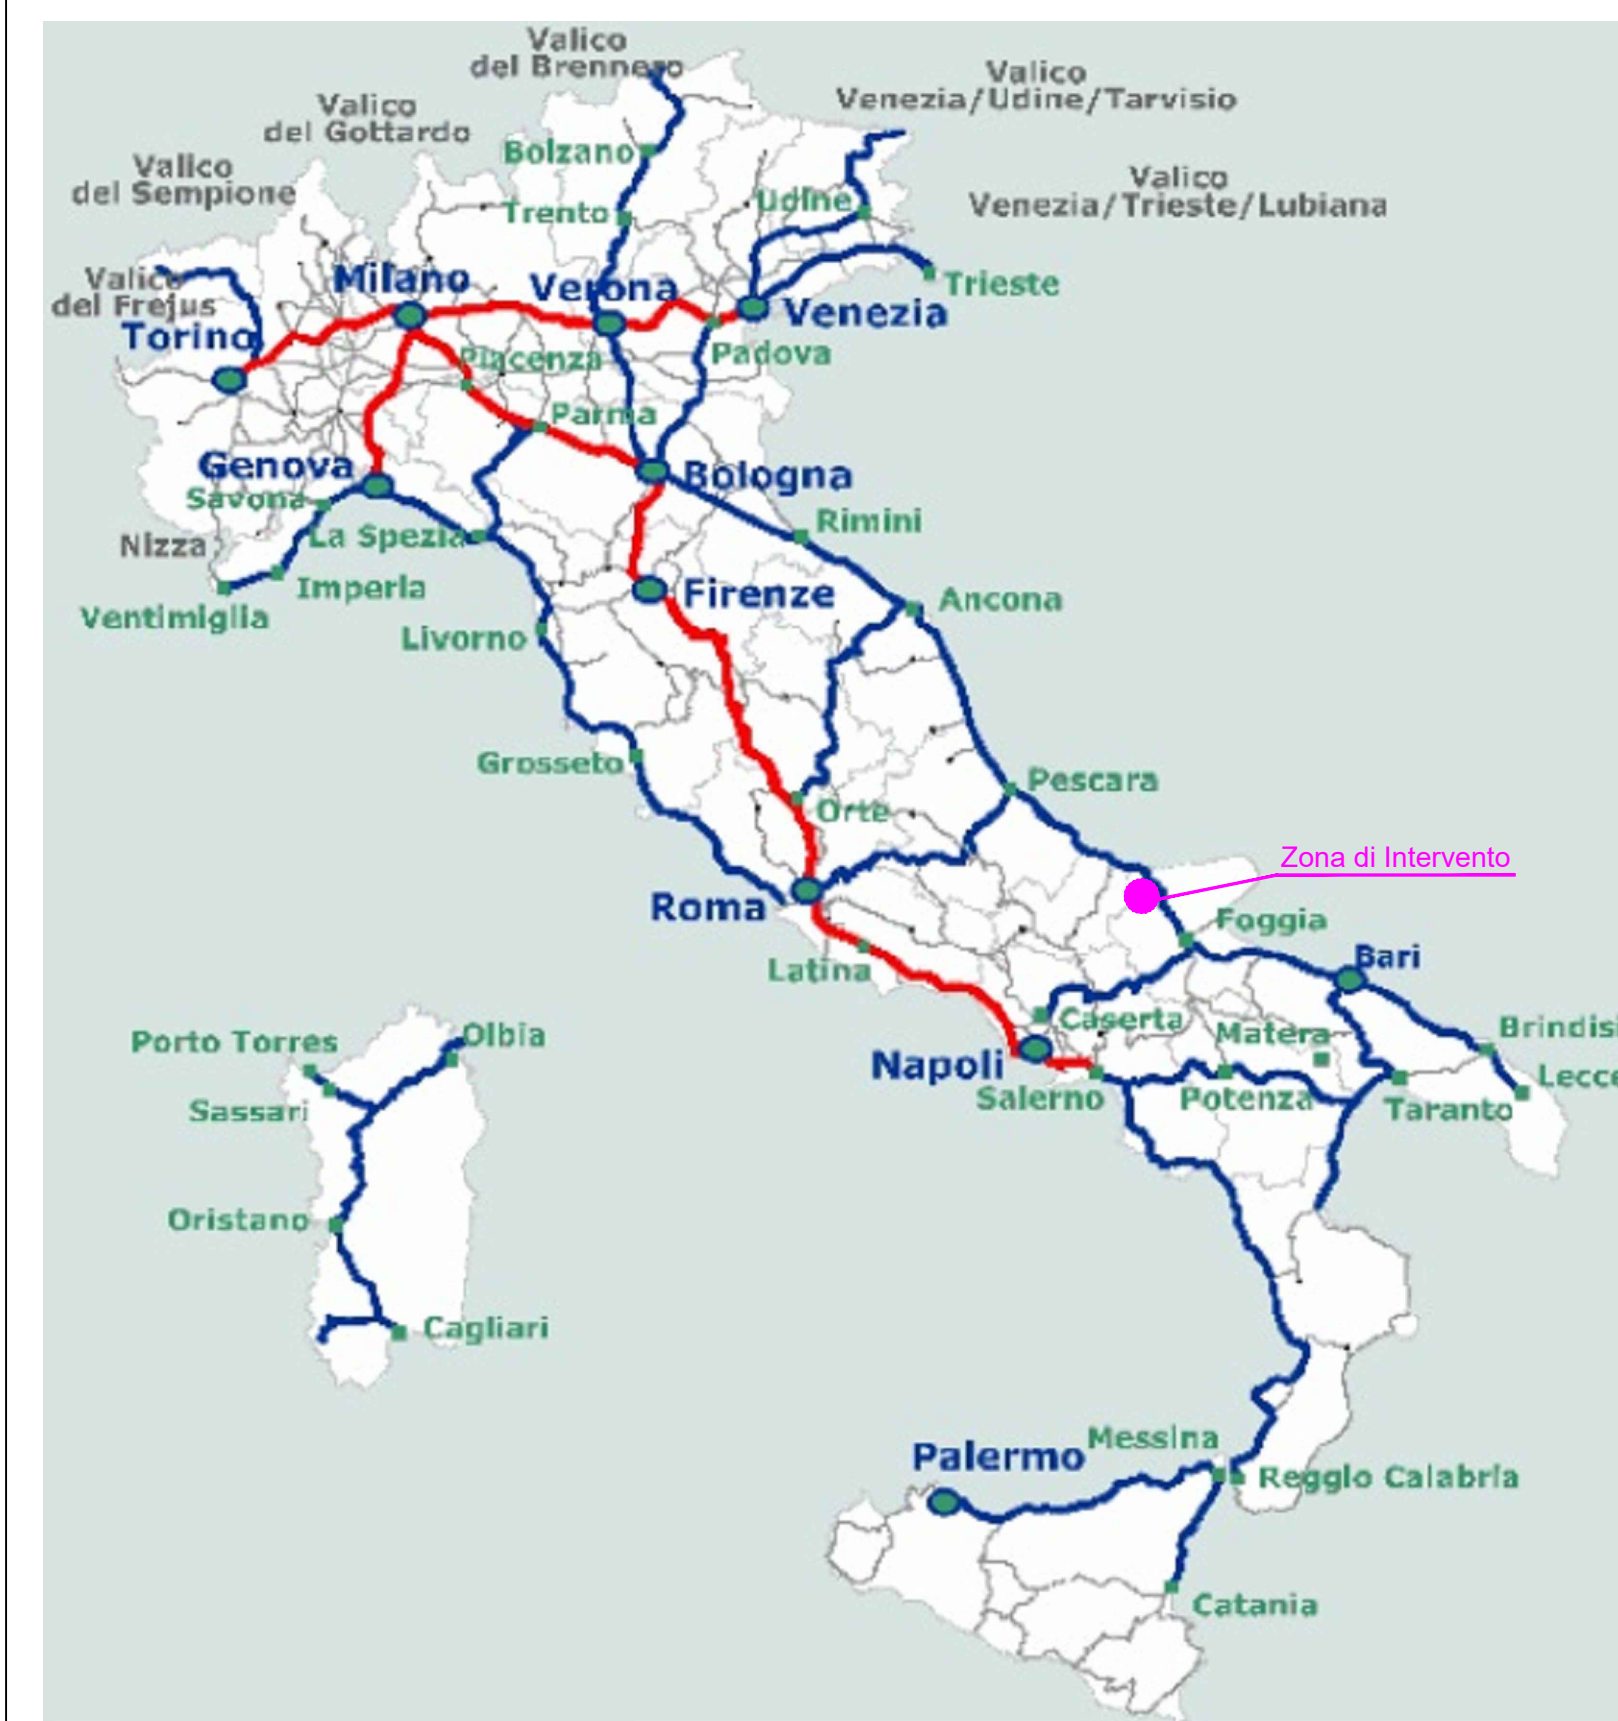 Valico
del Brennero
Valico
Venezia/Udine/Tarvisio
Valico
del Gottardo
Bolzano
Valico
del Sempione
Valico
Venezia/Trieste/Lubiana
Trento
Udine
Valico
del Frejus
Milano
Verona
Trieste
Torino
Venezia
Piacenza
Padova
Parma
Genova
Bologna
Savona
Rimini
Nizza
La Spezia
Imperia
Firenze
Ancona
Ventimiglia
Livorno
Grosseto
Pescara
Orte
Zona di Intervento
Roma
Foggia
Latina
Bari
Caserta
Matera
Brindisi
Porto Torres
Olbia
Napoli
Lecce
Sassari
Salerno
Potenza
Taranto
Oristano
Cagliari
Messina
Palermo
Reggio Calabria
Catania